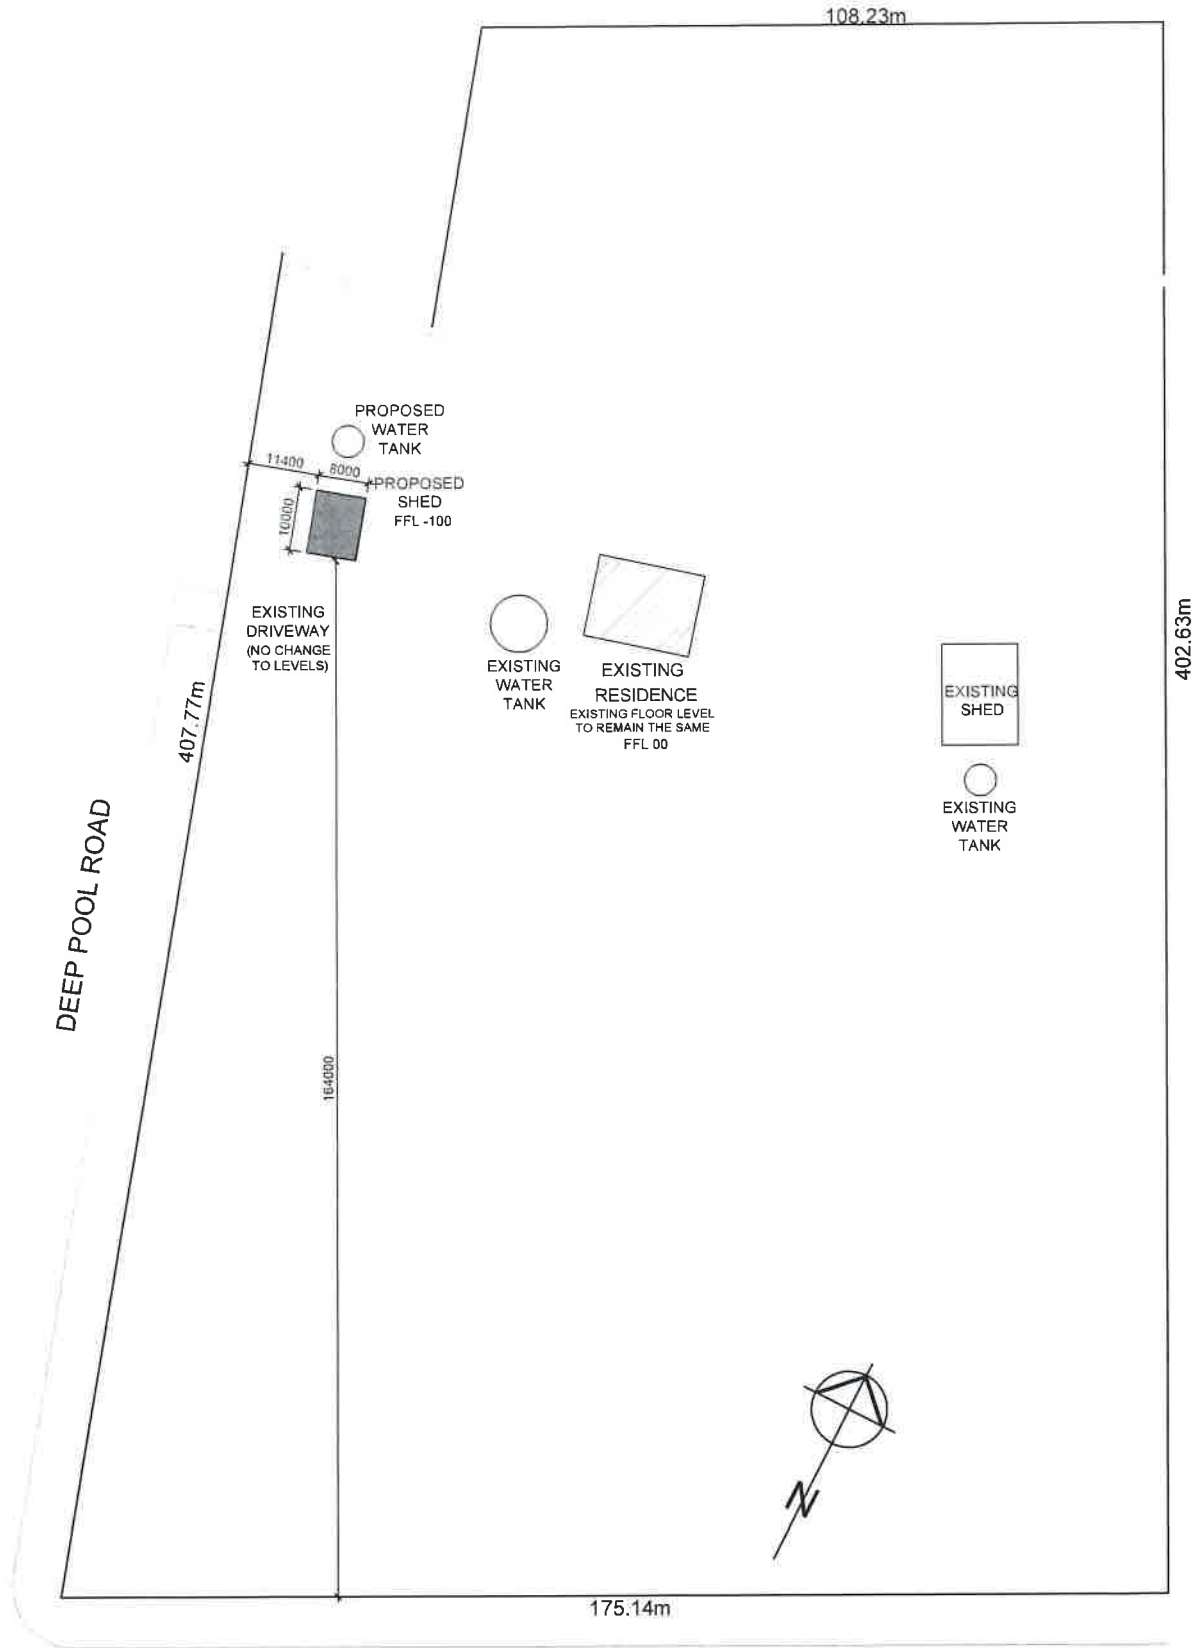 108.23m
PROPOSED
WATER
TANK
11400
8000
PROPOSED
SHED
FFL -100
10000
EXISTING
DRIVEWAY
(NO CHANGE
TO LEVELS)
EXISTING
WATER
TANK
EXISTING
RESIDENCE
EXISTING FLOOR LEVEL
TO REMAIN THE SAME
FFL 00
402.63m
EXISTING
SHED
EXISTING
WATER
TANK
407.77m
DEEP POOL ROAD
164000
N
175.14m